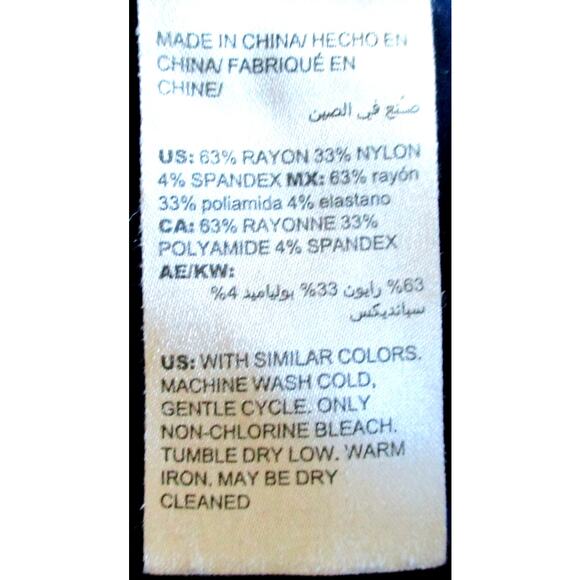 MADE IN CHINA/ HECHO EN
CHINA/ FABRIQUÉ EN
CHINE/
صنع في الصين
US: 63% RAYON 33% NYLON
4% SPANDEX MX: 63% rayón
33% poliamida 4% elastano
CA: 63% RAYONNE 33%
POLYAMIDE 4% SPANDEX
AE/KW:
63% رايون 33% بولياميد 4%
سبانديكس
US: WITH SIMILAR COLORS.
MACHINE WASH COLD,
GENTLE CYCLE. ONLY
NON-CHLORINE BLEACH.
TUMBLE DRY LOW. WARM
IRON. MAY BE DRY
CLEANED